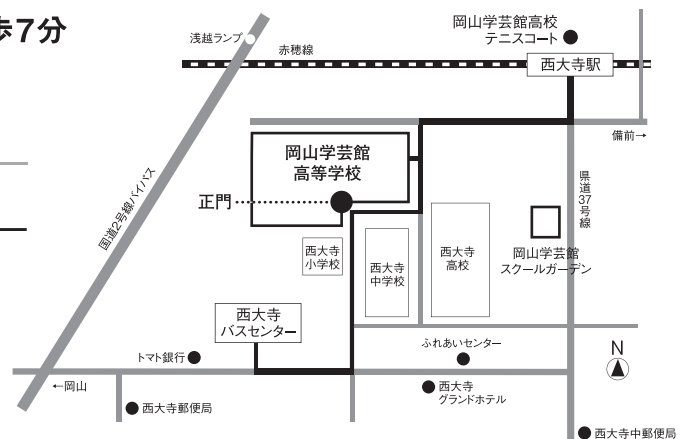 歩7分
岡山学芸館高校
テニスコート
浅越ランプ
赤穂線
西大寺駅
備前→
岡山学芸館
高等学校
正門
国道2号線バイパス
県道37号線
西大寺
小学校
西大寺
中学校
西大寺
高校
岡山学芸館
スクールガーデン
西大寺
バスセンター
ふれあいセンター
N
トマト銀行
←岡山
西大寺
グランドホテル
西大寺郵便局
西大寺中郵便局